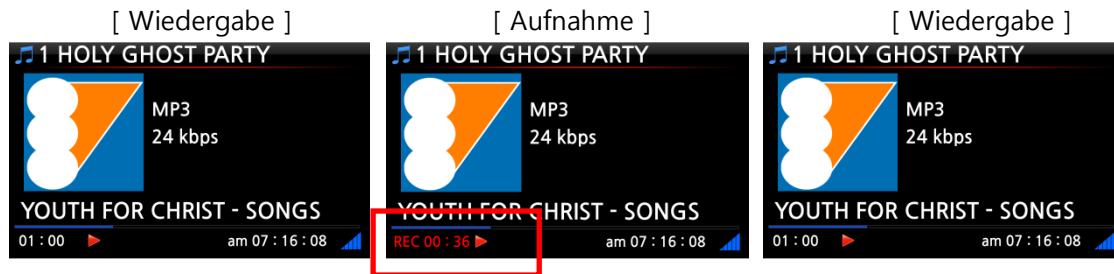 [ Wiedergabe ]
1 HOLY GHOST PARTY
MP3
24 kbps
YOUTH FOR CHRIST - SONGS
01 : 00
am 07 : 16 : 08
[ Aufnahme ]
1 HOLY GHOST PARTY
MP3
24 kbps
YOUTH FOR CHRIST - SONGS
REC 00 : 36
am 07 : 16 : 08
[ Wiedergabe ]
1 HOLY GHOST PARTY
MP3
24 kbps
YOUTH FOR CHRIST - SONGS
01 : 00
am 07 : 16 : 08